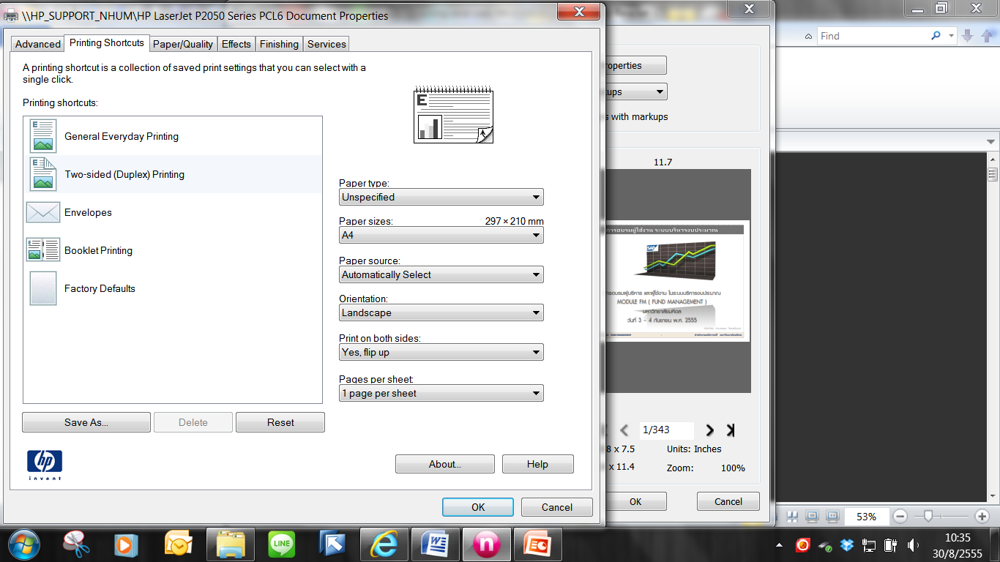 \\HP_SUPPORT_NHUM\HP LaserJet P2050 Series PCL6 Document Properties
Advanced
Printing Shortcuts
Paper/Quality
Effects
Finishing
Services
A printing shortcut is a collection of saved print settings that you can select with a
single click.
Printing shortcuts:
General Everyday Printing
Two-sided (Duplex) Printing
Envelopes
Booklet Printing
Factory Defaults
E
Paper type:
Unspecified
Paper sizes: 297 × 210 mm
A4
Paper source:
Automatically Select
Orientation:
Landscape
Print on both sides:
Yes, flip up
Pages per sheet:
1 page per sheet
Save As...
Delete
Reset
hp
invent
About...
Help
OK
Cancel
Find
operties
kups
s with markups
11.7
การอบรมผู้ใช้งาน ระบบบริหารงบประมาณ
SAP
ารอบรมผู้บริหาร และผู้ใช้งาน ในระบบบริหารงบประมาณ
MODULE FM ( FUND MANAGEMENT )
มหาวิทยาลัยมหิดล
วันที่ 3 - 4 กันยายน พ.ศ. 2555
1/343
8 x 7.5
Units: Inches
x 11.4
Zoom: 100%
OK
Cancel
53%
LINE
10:35
30/8/2555